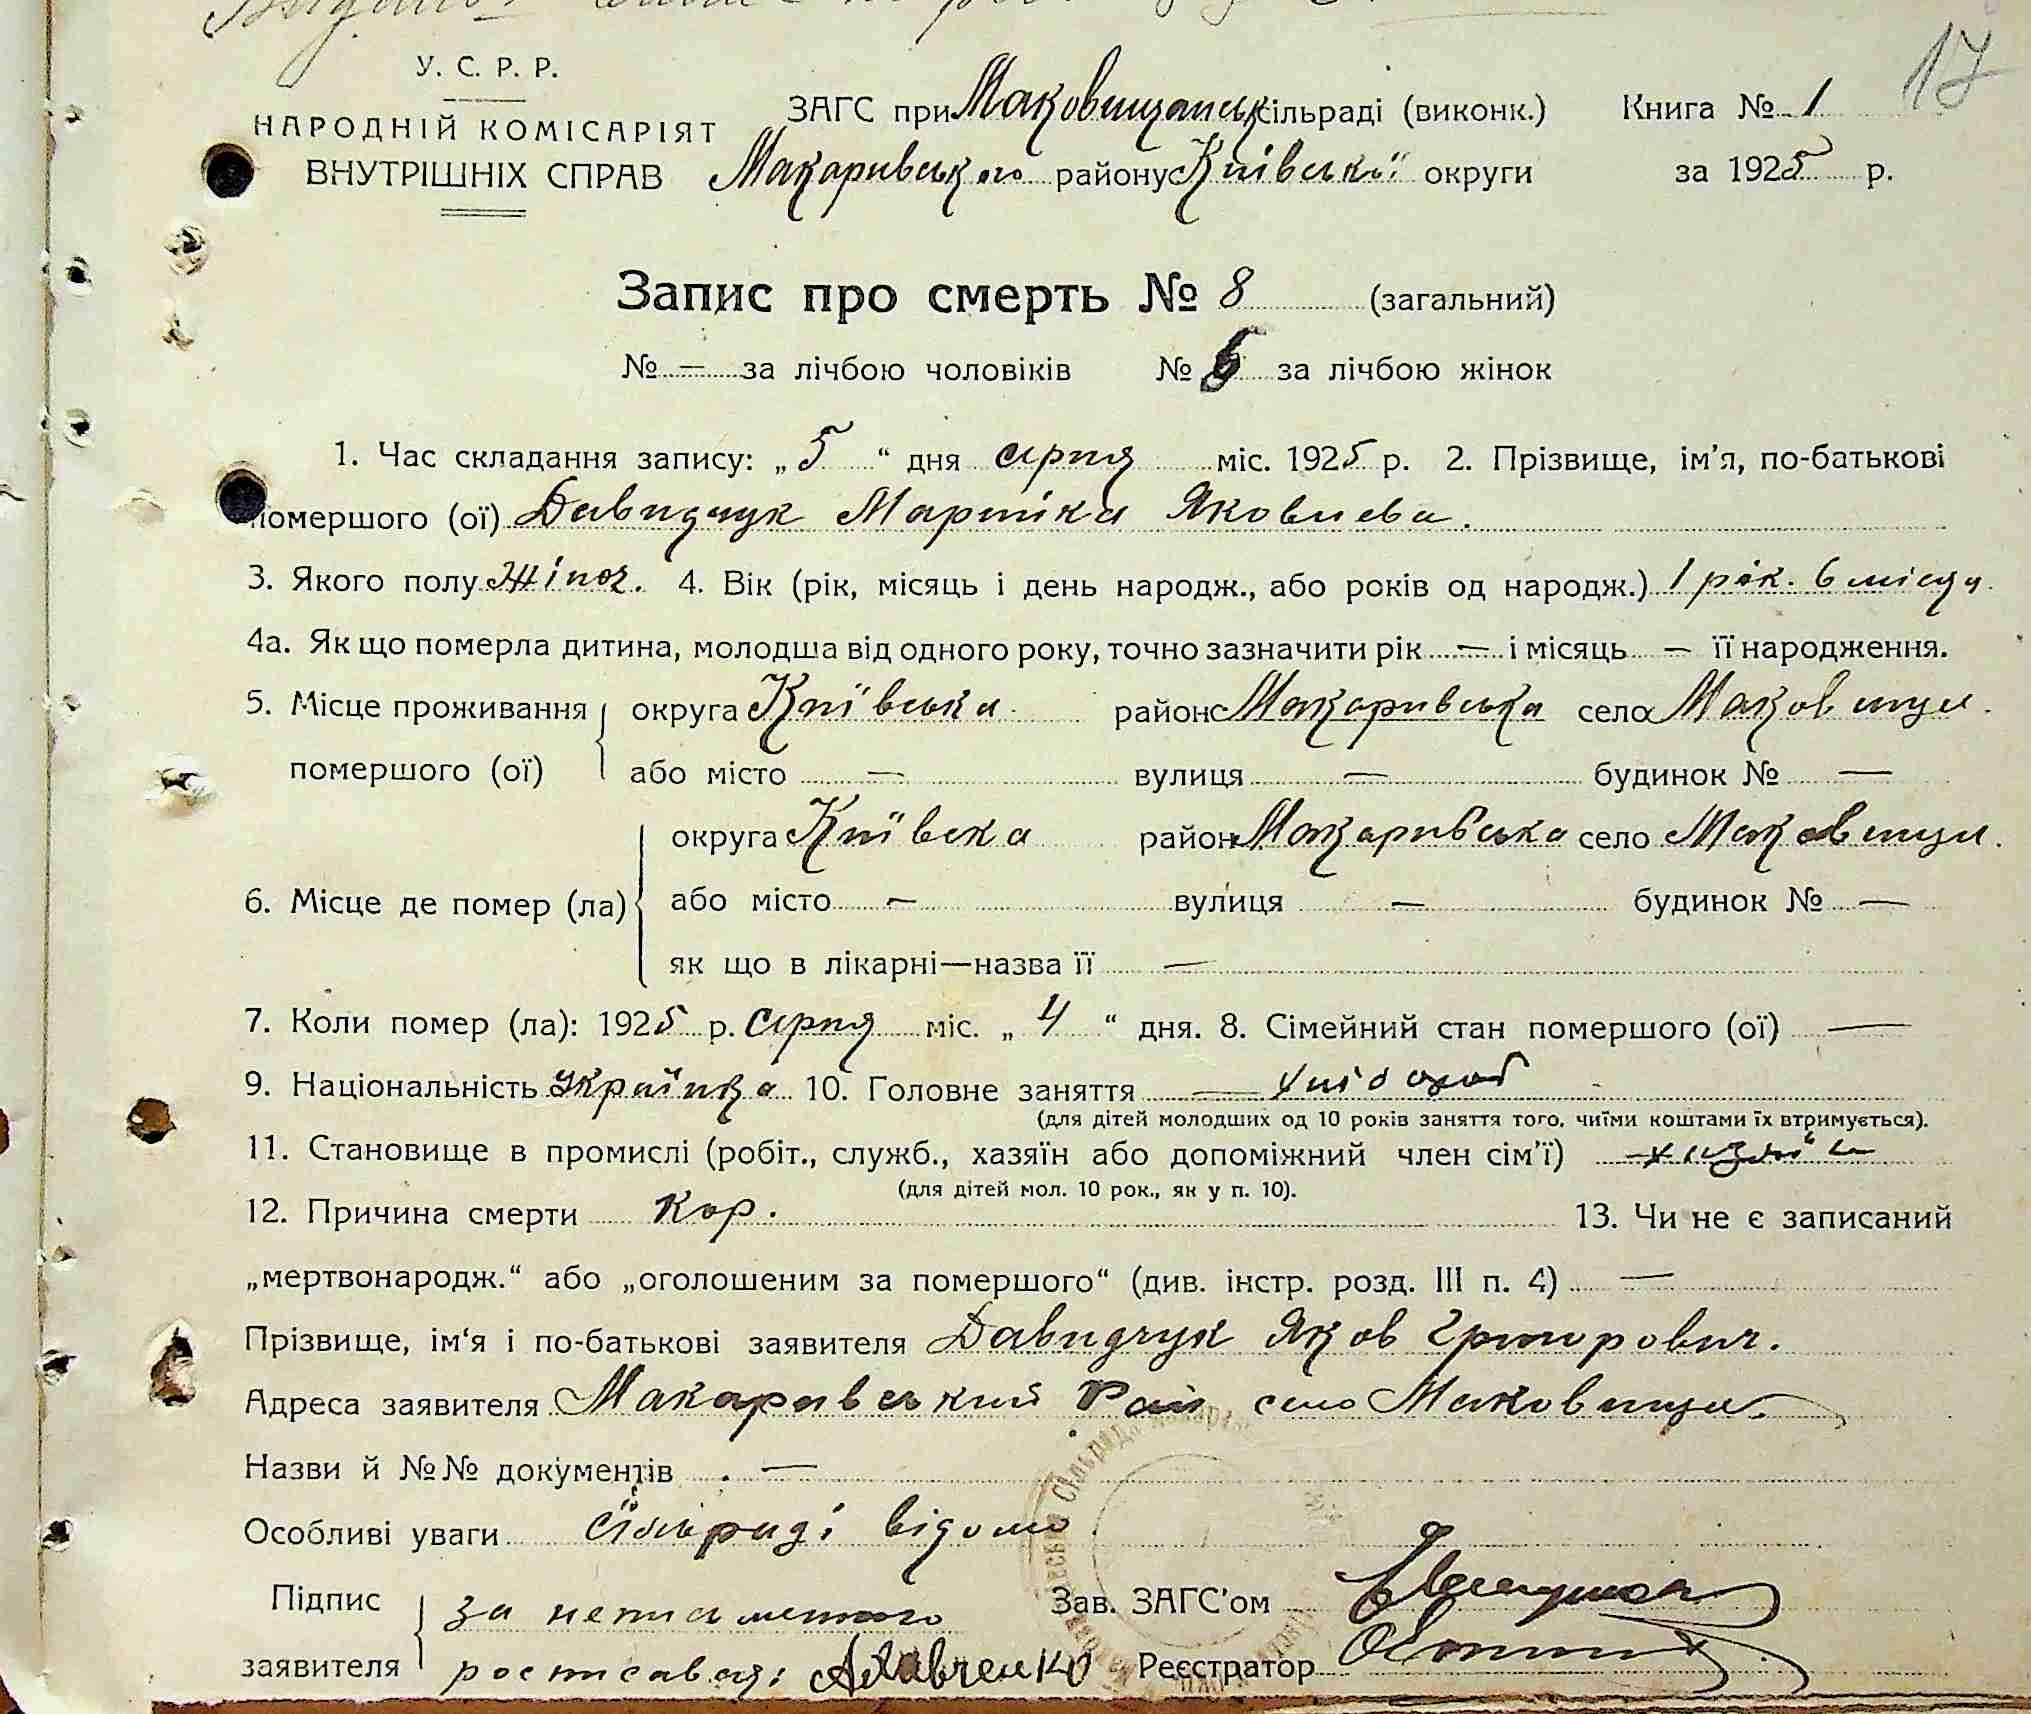 У. С. Р. Р.
НАРОДНІЙ КОМІСАРІЯТ
ВНУТРІШНІХ СПРАВ
ЗАГС при Маковищанськ сільраді (виконк.) Книга № 1 17
Макарівського району Київської округи за 1925 р.
Запис про смерть № 8 (загальний)
№ — за лічбою чоловіків № 6 за лічбою жінок
1. Час складання запису: „5“ дня серпня міс. 1925 р. 2. Прізвище, ім'я, по-батькові
помершого (ої) Давидчук Яковлева.
3. Якого полу Жіноч. 4. Вік (рік, місяць і день народж., або років од народж.) 1 рік. 6 місяц
4а. Як що померла дитина, молодша від одного року, точно зазначити рік — і місяць — її народження.
5. Місце проживання округа Київська район Макаривська село Маковищи.
помершого (ої) або місто — вулиця — будинок № —
округа Київска район Макаривська село Маковищи.
6. Місце де помер (ла) або місто — вулиця — будинок № —
як що в лікарні—назва її —
7. Коли помер (ла): 1925 р. серпня міс. „4“ дня. 8. Сімейний стан помершого (ої) —
9. Національність Українка 10. Головне заняття — хлібороб
(для дітей молодших од 10 років заняття того, чиїми коштами їх втримується).
11. Становище в промислі (робіт., служб., хазяїн або допоміжний член сім'ї)
(для дітей мол. 10 рок., як у п. 10).
12. Причина смерти Кор. 13. Чи не є записаний
„мертвонародж.“ або „оголошеним за помершого“ (див. інстр. розд. III п. 4) —
Прізвище, ім'я і по-батькові заявителя Давидчук Яков Григорович.
Адреса заявителя Макарівський Рай село Маковищи.
Назви й №№ документів —
Особливі уваги Сільраді відомо
Підпис за неписьменного Зав. ЗАГС'ом
заявителя росписався: Реєстратор